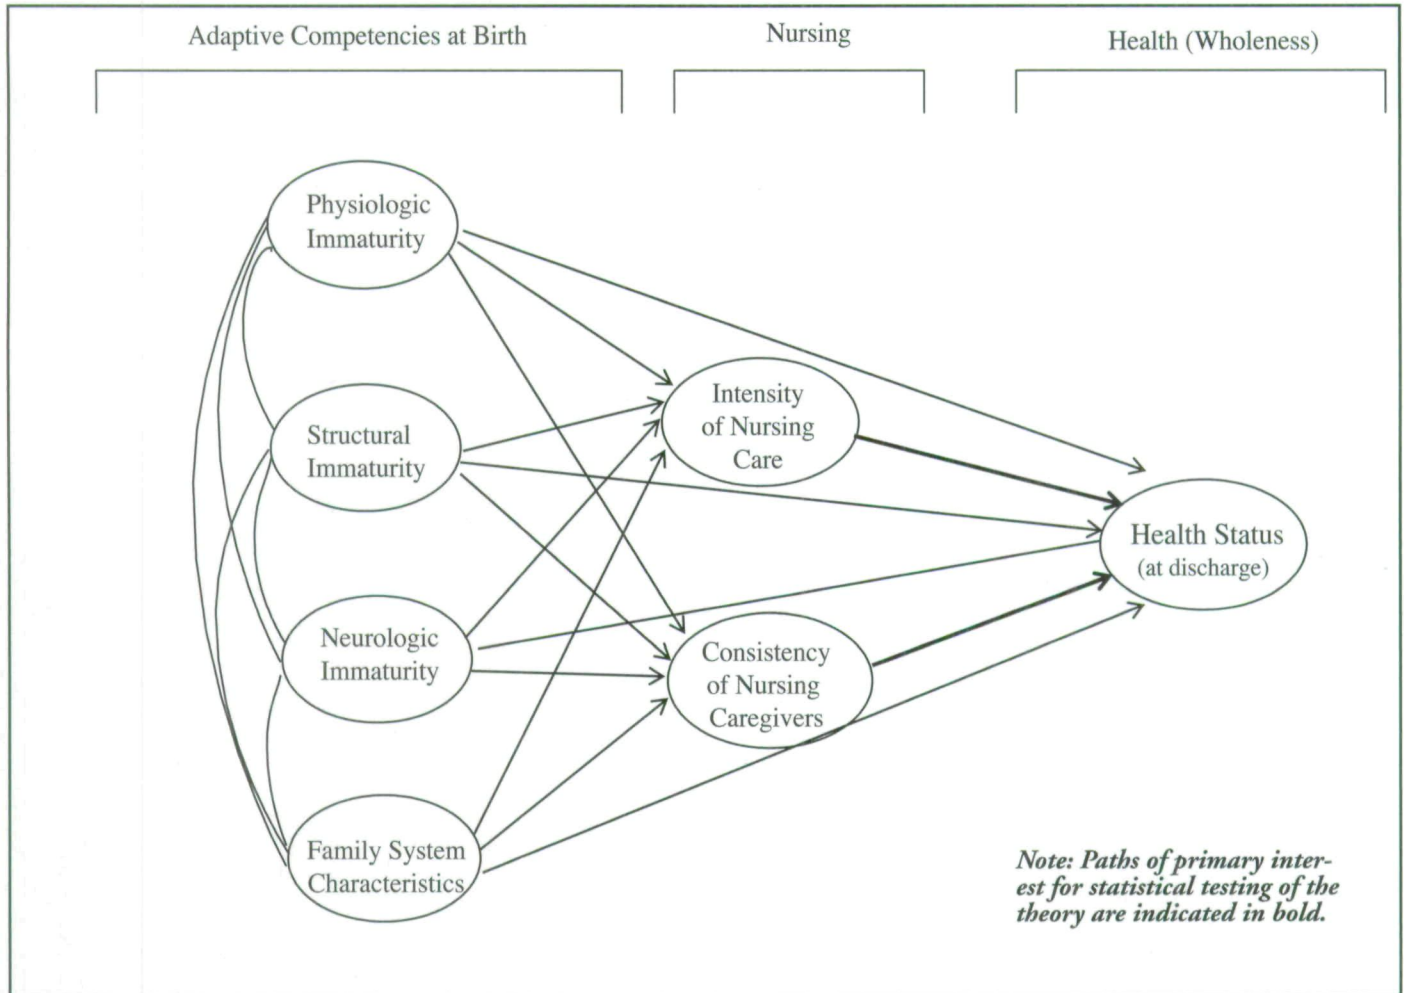 Adaptive Competencies at Birth
Nursing
Health (Wholeness)
Physiologic
Immaturity
Structural
Immaturity
Neurologic
Immaturity
Family System
Characteristics
Intensity
of Nursing
Care
Consistency
of Nursing
Caregivers
Health Status
(at discharge)
Note: Paths of primary inter-
est for statistical testing of the
theory are indicated in bold.